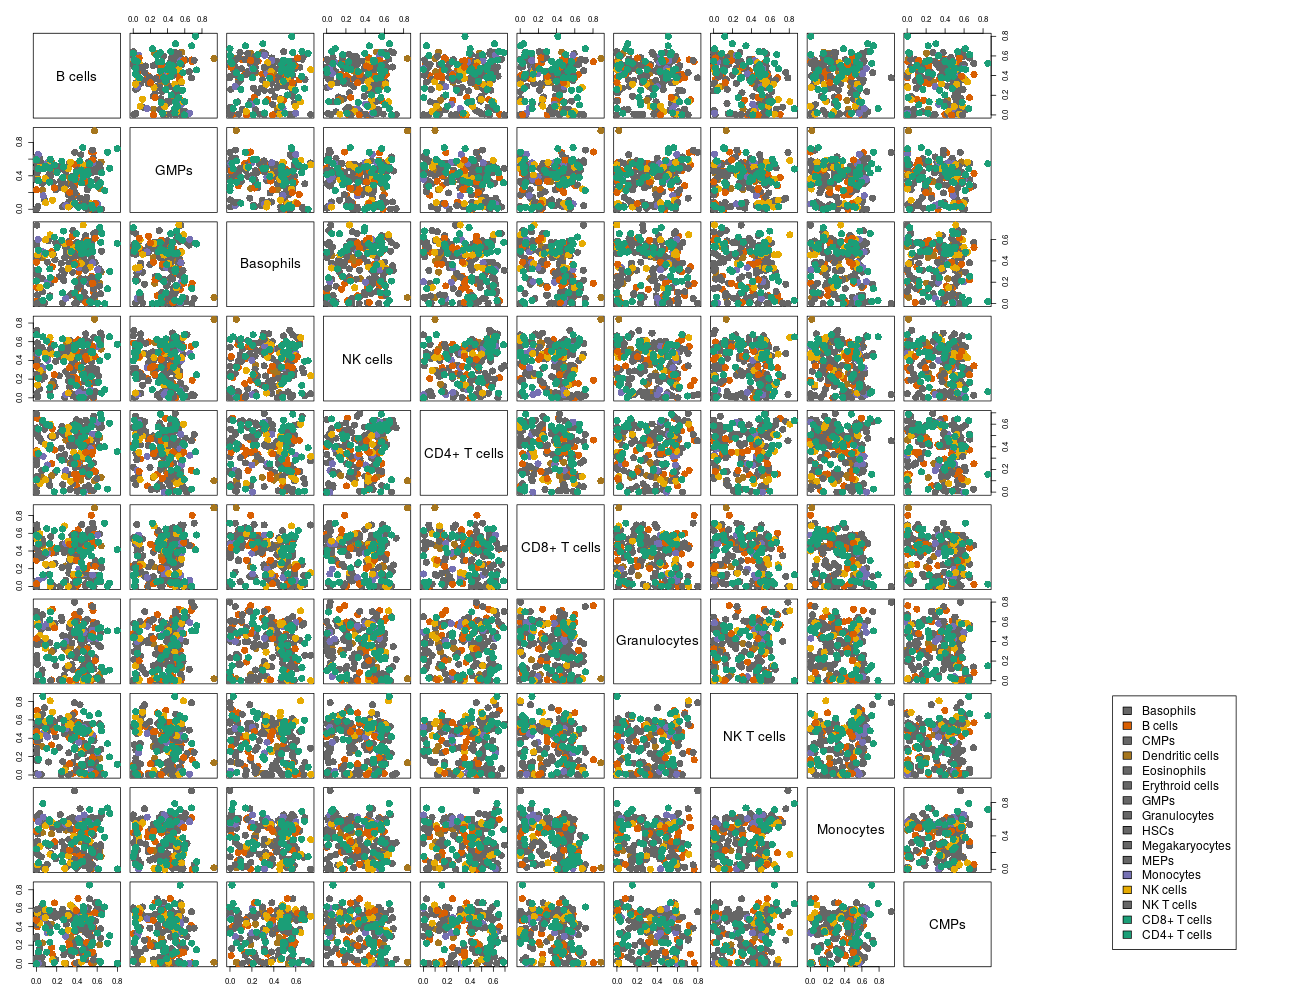 0.0 0.2 0.4 0.6 0.8 0.0 0.2 0.4 0.6 0.8 0.0 0.2 0.4 0.6 0.8 0.0 0.2 0.4 0.6 0.8 0.0 0.2 0.4 0.6 0.8
B cells
0.0 0.2 0.4 0.6 0.8
GMPs
0.0 0.4 0.8
Basophils
0.0 0.2 0.4 0.6
NK cells
0.0 0.2 0.4 0.6 0.8
CD4+ T cells
0.0 0.2 0.4 0.6
CD8+ T cells
0.0 0.2 0.4 0.6 0.8
Granulocytes
0.0 0.2 0.4 0.6 0.8
NK T cells
0.0 0.2 0.4 0.6 0.8
Monocytes
0.0 0.4 0.8
CMPs
0.0 0.2 0.4 0.6 0.8
0.0 0.2 0.4 0.6 0.8 0.0 0.2 0.4 0.6 0.0 0.2 0.4 0.6 0.0 0.2 0.4 0.6 0.8 0.0 0.4 0.8
Basophils
B cells
CMPs
Dendritic cells
Eosinophils
Erythroid cells
GMPs
Granulocytes
HSCs
Megakaryocytes
MEPs
Monocytes
NK cells
NK T cells
CD8+ T cells
CD4+ T cells